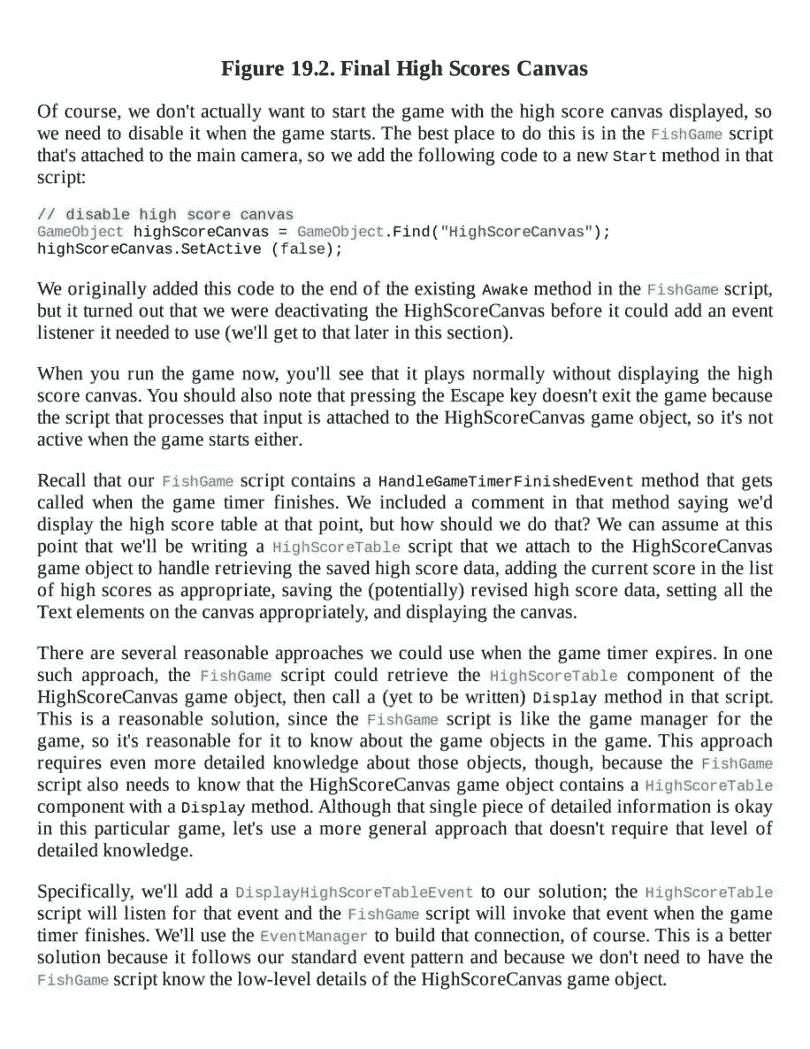 Figure 19.2. Final High Scores Canvas
Of course, we don't actually want to start the game with the high score canvas displayed, so
we need to disable it when the game starts. The best place to do this is in the FishGame script
that's attached to the main camera, so we add the following code to a new Start method in that
script:
// disable high score canvas
GameObject highScoreCanvas = GameObject.Find("HighScoreCanvas");
highScoreCanvas.SetActive (false);
We originally added this code to the end of the existing Awake method in the FishGame script,
but it turned out that we were deactivating the HighScoreCanvas before it could add an event
listener it needed to use (we'll get to that later in this section).
When you run the game now, you'll see that it plays normally without displaying the high
score canvas. You should also note that pressing the Escape key doesn't exit the game because
the script that processes that input is attached to the HighScoreCanvas game object, so it's not
active when the game starts either.
Recall that our FishGame script contains a HandleGameTimerFinishedEvent method that gets
called when the game timer finishes. We included a comment in that method saying we'd
display the high score table at that point, but how should we do that? We can assume at this
point that we'll be writing a HighScoreTable script that we attach to the HighScoreCanvas
game object to handle retrieving the saved high score data, adding the current score in the list
of high scores as appropriate, saving the (potentially) revised high score data, setting all the
Text elements on the canvas appropriately, and displaying the canvas.
There are several reasonable approaches we could use when the game timer expires. In one
such approach, the FishGame script could retrieve the HighScoreTable component of the
HighScoreCanvas game object, then call a (yet to be written) Display method in that script.
This is a reasonable solution, since the FishGame script is like the game manager for the
game, so it's reasonable for it to know about the game objects in the game. This approach
requires even more detailed knowledge about those objects, though, because the FishGame
script also needs to know that the HighScoreCanvas game object contains a HighScoreTable
component with a Display method. Although that single piece of detailed information is okay
in this particular game, let's use a more general approach that doesn't require that level of
detailed knowledge.
Specifically, we'll add a DisplayHighScoreTableEvent to our solution; the HighScoreTable
script will listen for that event and the FishGame script will invoke that event when the game
timer finishes. We'll use the EventManager to build that connection, of course. This is a better
solution because it follows our standard event pattern and because we don't need to have the
FishGame script know the low-level details of the HighScoreCanvas game object.